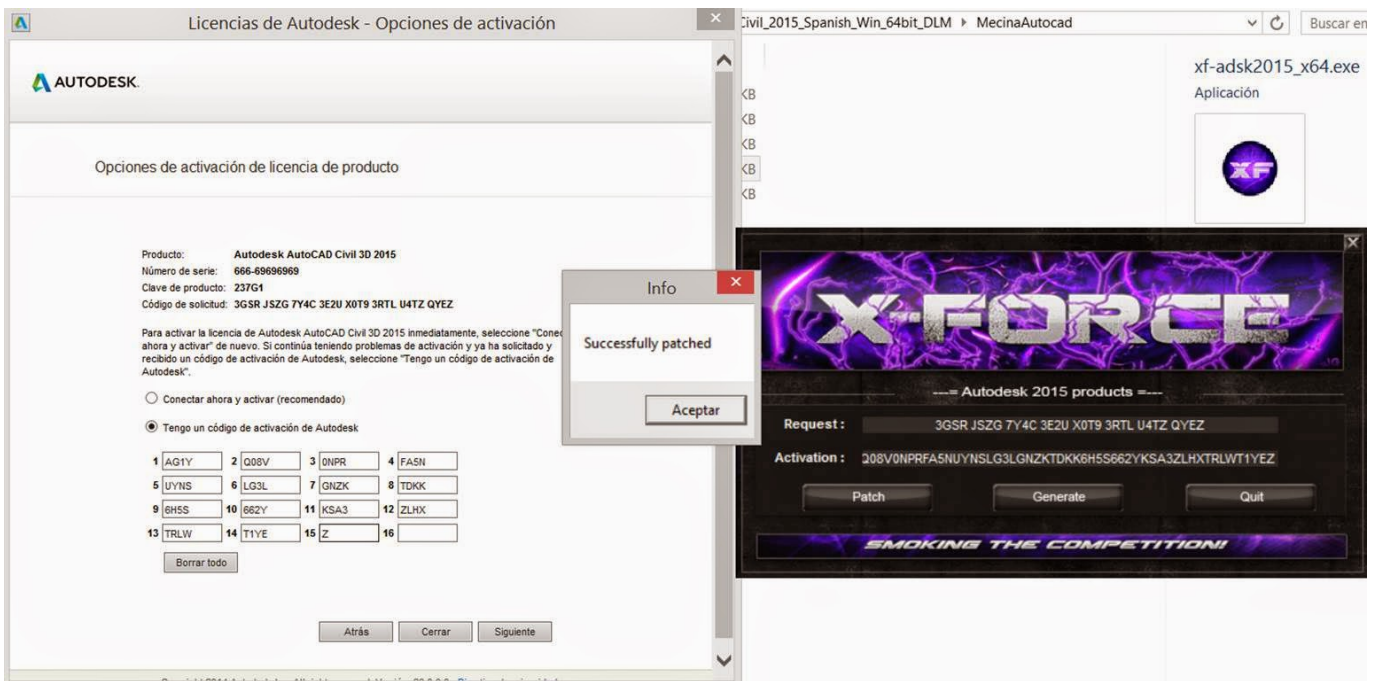 Licencias de Autodesk - Opciones de activación
AUTODESK.
Opciones de activación de licencia de producto
Producto: Autodesk AutoCAD Civil 3D 2015
Número de serie: 666-69696969
Clave de producto: 237G1
Código de solicitud: 3GSR JSZG 7Y4C 3E2U X0T9 3RTL U4TZ QYEZ
Para activar la licencia de Autodesk AutoCAD Civil 3D 2015 inmediatamente, seleccione "Conec
ahora y activar" de nuevo. Si continúa teniendo problemas de activación y ya ha solicitado y
recibido un código de activación de Autodesk, seleccione "Tengo un código de activación de
Autodesk".
Conectar ahora y activar (recomendado)
Tengo un código de activación de Autodesk
1 AG1Y 2 Q08V 3 0NPR 4 FA5N
5 UYNS 6 LG3L 7 GNZK 8 TDKK
9 6H5S 10 662Y 11 KSA3 12 ZLHX
13 TRLW 14 T1YE 15 Z 16
Borrar todo
Atrás Cerrar Siguiente
Info
Successfully patched
Aceptar
Civil_2015_Spanish_Win_64bit_DLM MecinaAutocad
Buscar en
KB
KB
KB
KB
KB
xf-adsk2015_x64.exe
Aplicación
XF
X-FORCE
---= Autodesk 2015 products =---
Request : 3GSR JSZG 7Y4C 3E2U X0T9 3RTL U4TZ QYEZ
Activation : Q08V0NPRFA5NUYNSLG3LGNZKTDKK6H5S662YKSA3ZLHXTRLWT1YEZ
Patch Generate Quit
SMOKING THE COMPETITION!